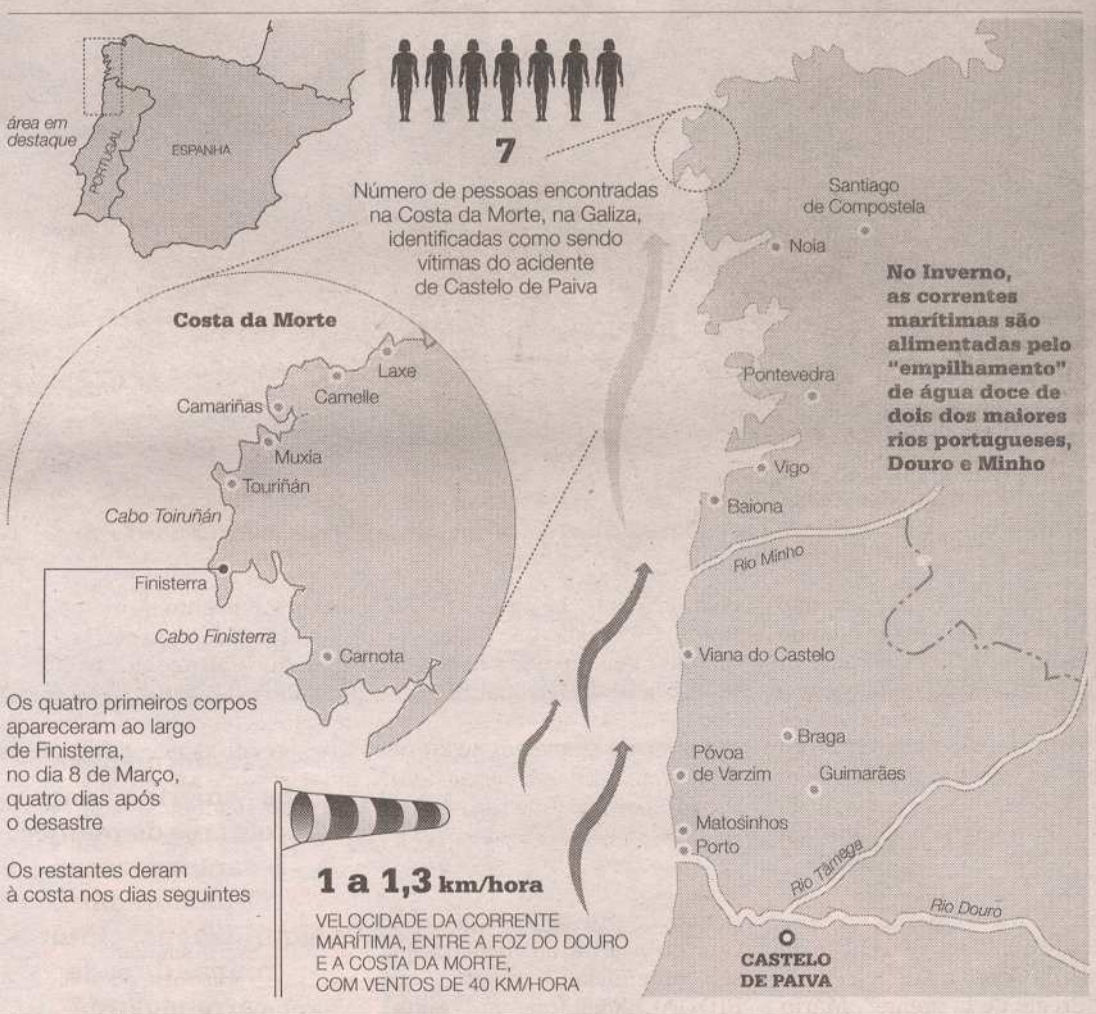 área em
destaque
PORTUGAL
ESPANHA
7
Número de pessoas encontradas
na Costa da Morte, na Galiza,
identificadas como sendo
vítimas do acidente
de Castelo de Paiva
Costa da Morte
Laxe
Camelle
Camariñas
Muxía
Touriñán
Cabo Toiruñán
Finisterra
Cabo Finisterra
Carnota
Os quatro primeiros corpos
apareceram ao largo
de Finisterra,
no dia 8 de Março,
quatro dias após
o desastre
Os restantes deram
à costa nos dias seguintes
1 a 1,3 km/hora
VELOCIDADE DA CORRENTE
MARÍTIMA, ENTRE A FOZ DO DOURO
E A COSTA DA MORTE,
COM VENTOS DE 40 KM/HORA
Santiago
de Compostela
Noia
No Inverno,
as correntes
marítimas são
alimentadas pelo
"empilhamento"
de água doce de
dois dos maiores
rios portugueses,
Douro e Minho
Pontevedra
Vigo
Baiona
Rio Minho
Viana do Castelo
Braga
Póvoa
de Varzim
Guimarães
Matosinhos
Porto
Rio Tâmega
Rio Douro
CASTELO
DE PAIVA